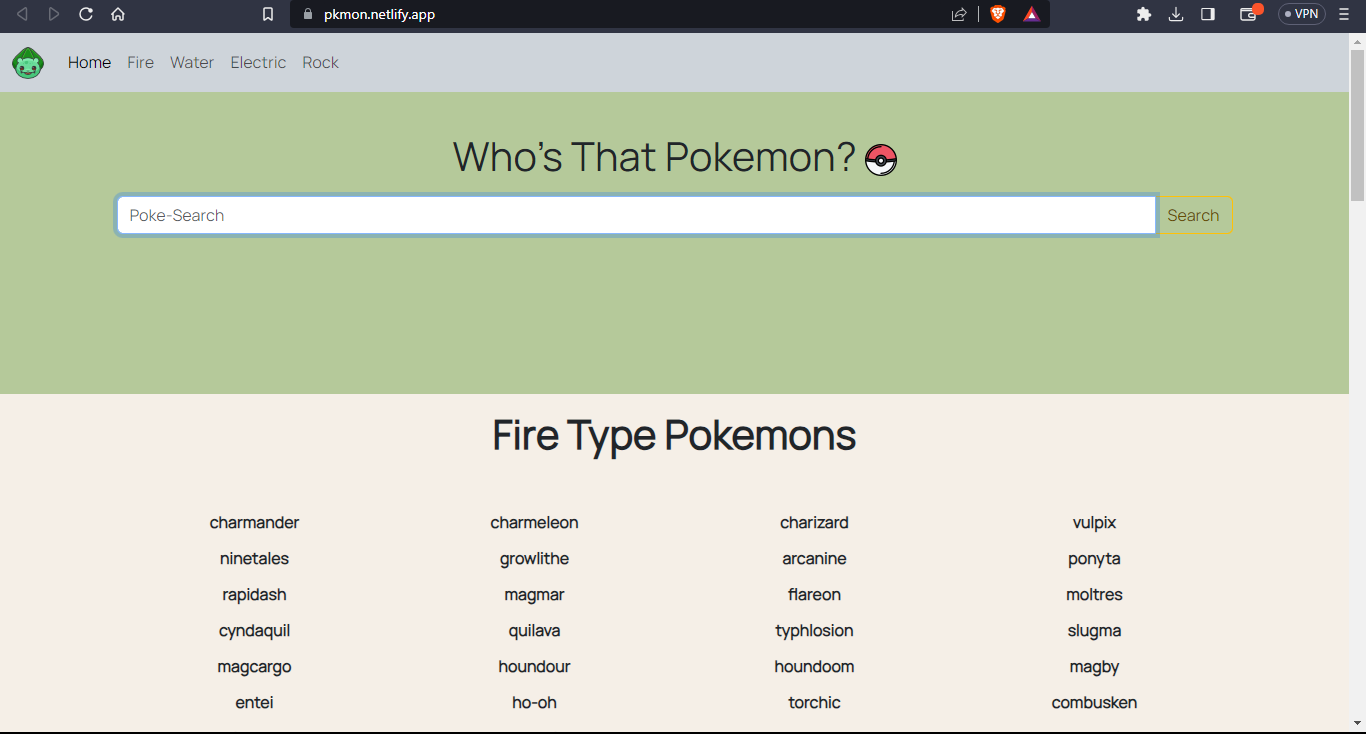 pkmon.netlify.app
VPN
Home Fire Water Electric Rock
Who's That Pokemon?
Poke-Search Search
Fire Type Pokemons
charmander charmeleon charizard vulpix
ninetales growlithe arcanine ponyta
rapidash magmar flareon moltres
cyndaquil quilava typhlosion slugma
magcargo houndour houndoom magby
entei ho-oh torchic combusken